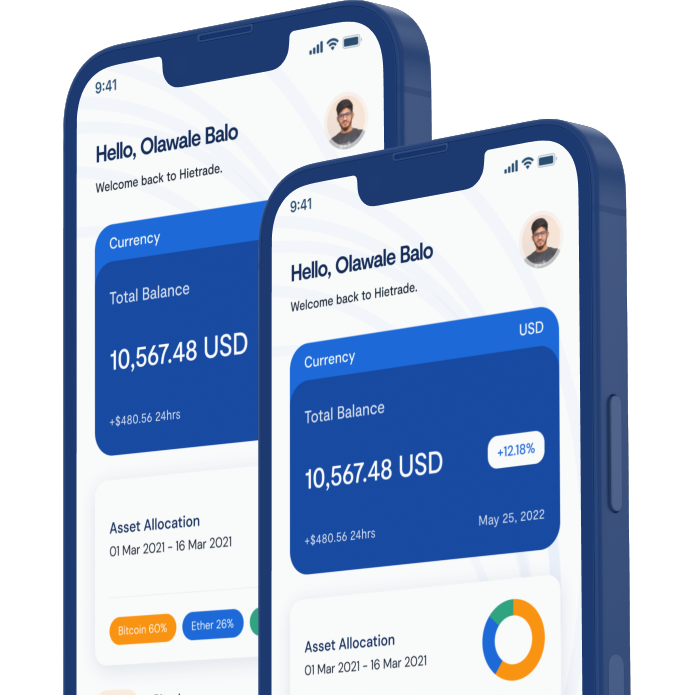 9:41
Hello, Olawale Balo
Welcome back to Hietrade.
Currency
Total Balance
10,567.48 USD
+$480.56 24hrs
Asset Allocation
01 Mar 2021 - 16 Mar 2021
Bitcoin 60%
Ether 26%
9:41
Hello, Olawale Balo
Welcome back to Hietrade.
Currency
USD
Total Balance
10,567.48 USD
+12.18%
+$480.56 24hrs
May 25, 2022
Asset Allocation
01 Mar 2021 - 16 Mar 2021